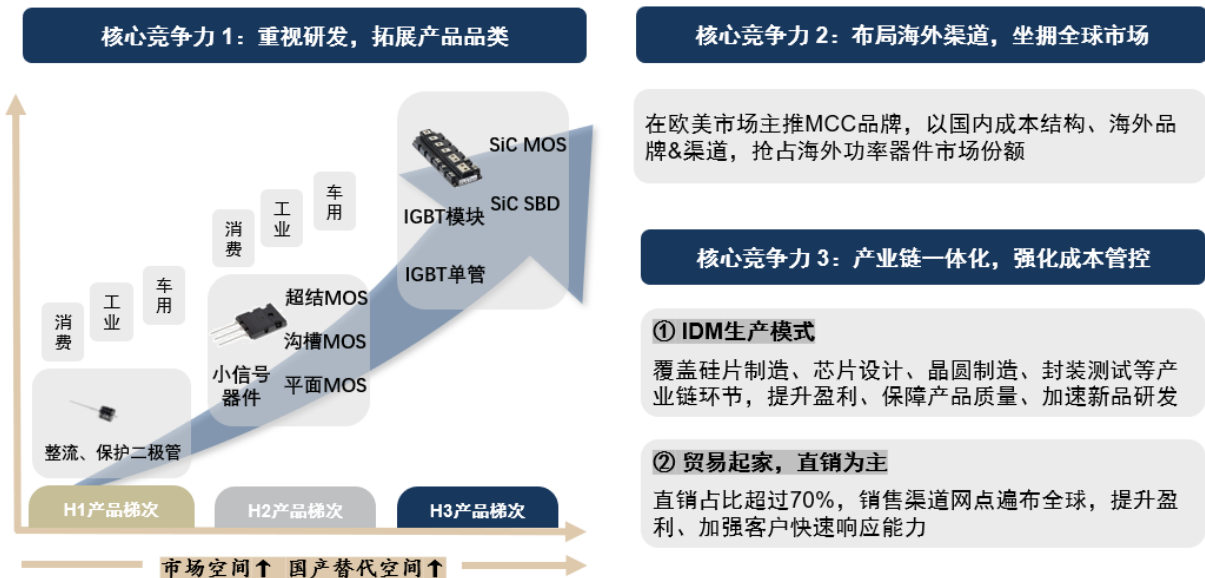 核心竞争力 1：重视研发，拓展产品品类
消费
工业
车用
整流、保护二极管
消费
工业
车用
超结MOS
沟槽MOS
小信号
器件
平面MOS
SiC MOS
IGBT模块
SiC SBD
IGBT单管
H1产品梯次
H2产品梯次
H3产品梯次
市场空间↑ 国产替代空间↑
核心竞争力 2：布局海外渠道，坐拥全球市场
在欧美市场主推MCC品牌，以国内成本结构、海外品
牌&渠道，抢占海外功率器件市场份额
核心竞争力 3：产业链一体化，强化成本管控
① IDM生产模式
覆盖硅片制造、芯片设计、晶圆制造、封装测试等产
业链环节，提升盈利、保障产品质量、加速新品研发
② 贸易起家，直销为主
直销占比超过70%，销售渠道网点遍布全球，提升盈
利、加强客户快速响应能力